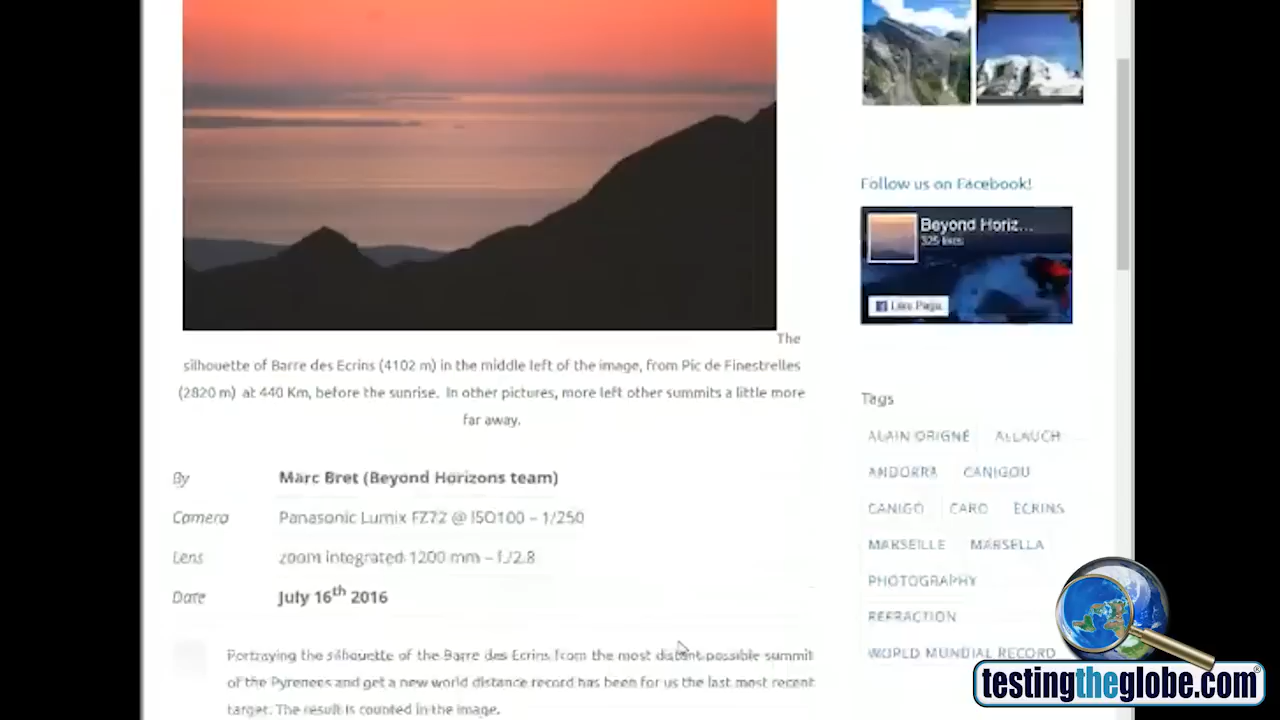 Follow us on Facebook!
Beyond Horiz...
325 likes
Like Page
The
silhouette of Barre des Ecrins (4102 m) in the middle left of the image, from Pic de Finestrelles
(2820 m) at 440 Km, before the sunrise. In other pictures, more left other summits a little more
far away.
By Marc Bret (Beyond Horizons team)
Camera Panasonic Lumix FZ72 @ ISO100 – 1/250
Lens zoom integrated 1200 mm – f./2.8
Date July 16th 2016
Portraying the silhouette of the Barre des Ecrins from the most distant possible summit
of the Pyrenees and get a new world distance record has been for us the last most recent
target. The result is counted in the image.
Tags
ALAIN ORIGNÉ ALLAUCH
ANDORRA CANIGOU
CANIGÓ CARO ECRINS
MARSEILLE MARSELLA
PHOTOGRAPHY
REFRACTION
WORLD MUNDIAL RECORD
testingtheglobe.com®